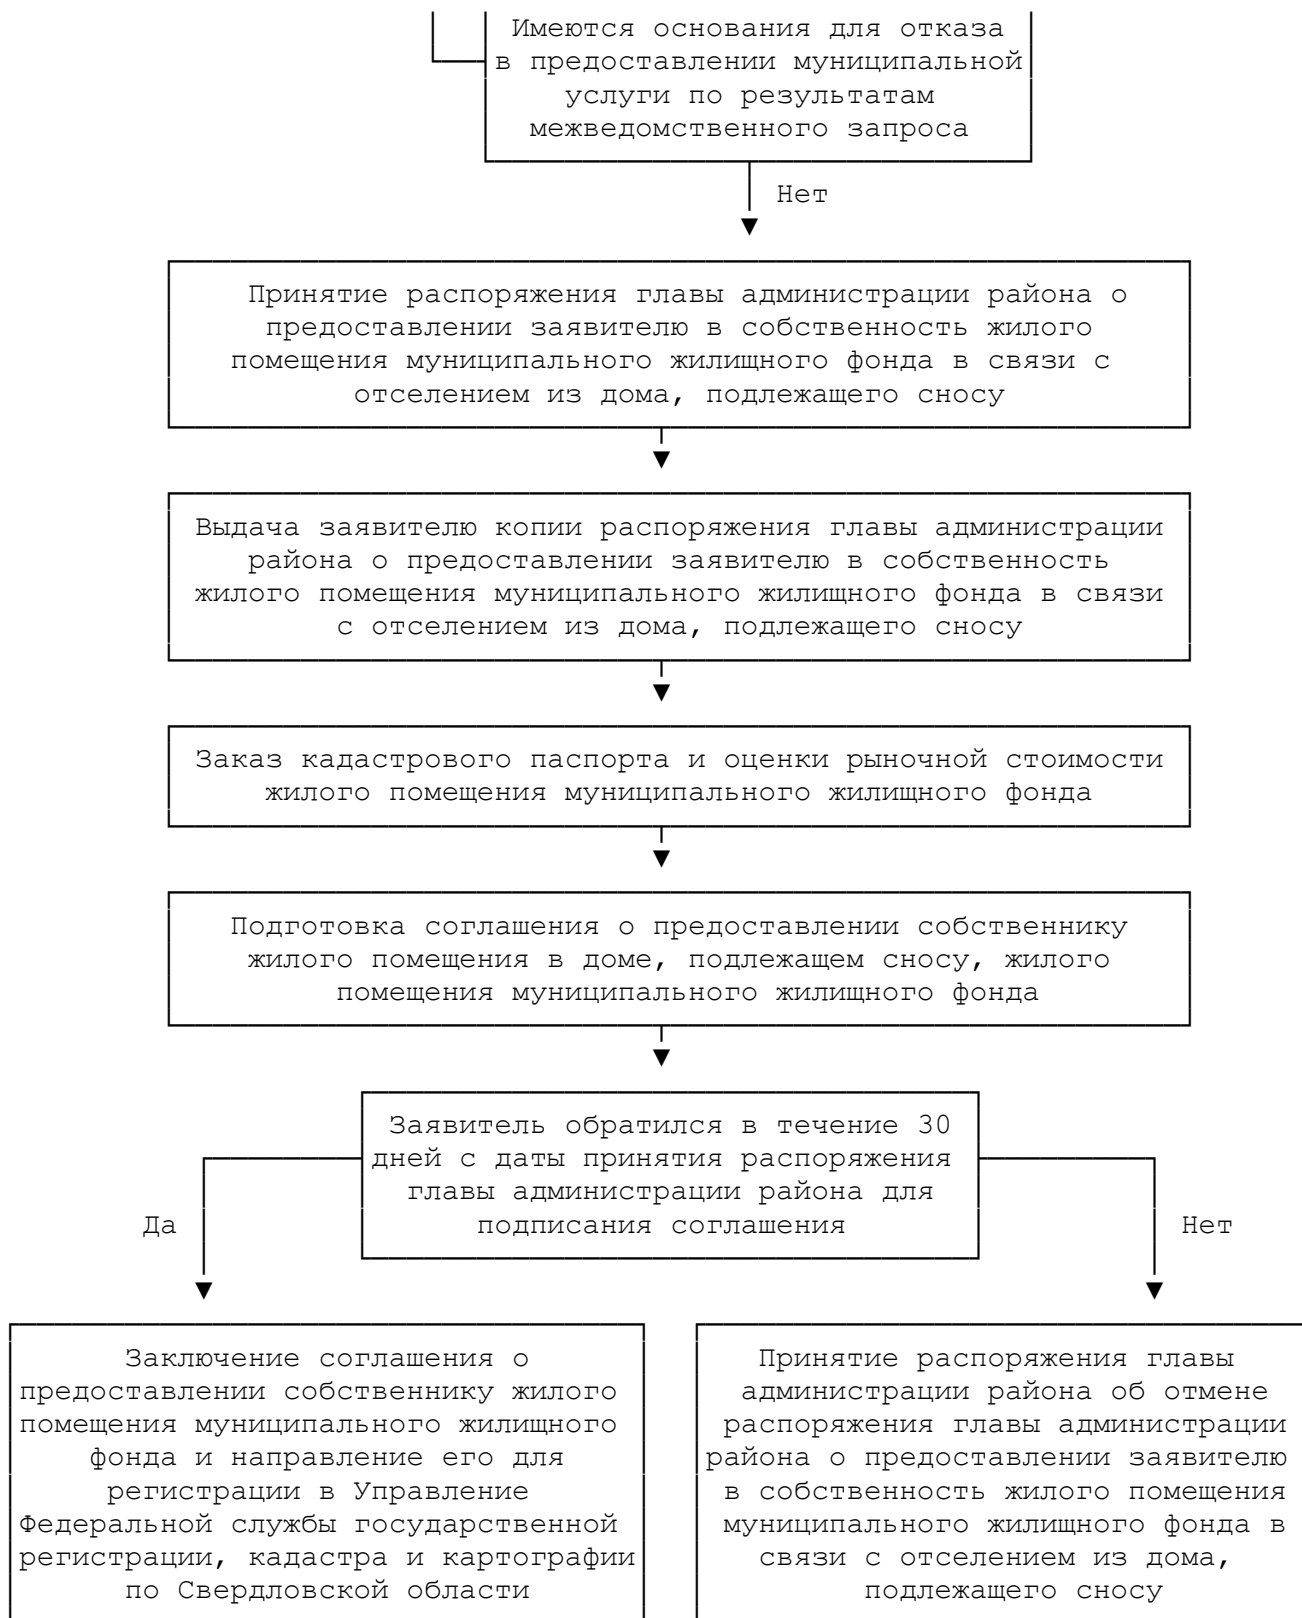 Имеются основания для отказа
в предоставлении муниципальной
услуги по результатам
межведомственного запроса
Нет
Принятие распоряжения главы администрации района о
предоставлении заявителю в собственность жилого
помещения муниципального жилищного фонда в связи с
отселением из дома, подлежащего сносу
Выдача заявителю копии распоряжения главы администрации
района о предоставлении заявителю в собственность
жилого помещения муниципального жилищного фонда в связи
с отселением из дома, подлежащего сносу
Заказ кадастрового паспорта и оценки рыночной стоимости
жилого помещения муниципального жилищного фонда
Подготовка соглашения о предоставлении собственнику
жилого помещения в доме, подлежащем сносу, жилого
помещения муниципального жилищного фонда
Заявитель обратился в течение 30
дней с даты принятия распоряжения
главы администрации района для
подписания соглашения
Да
Нет
Заключение соглашения о
предоставлении собственнику жилого
помещения муниципального жилищного
фонда и направление его для
регистрации в Управление
Федеральной службы государственной
регистрации, кадастра и картографии
по Свердловской области
Принятие распоряжения главы
администрации района об отмене
распоряжения главы администрации
района о предоставлении заявителю
в собственность жилого помещения
муниципального жилищного фонда в
связи с отселением из дома,
подлежащего сносу